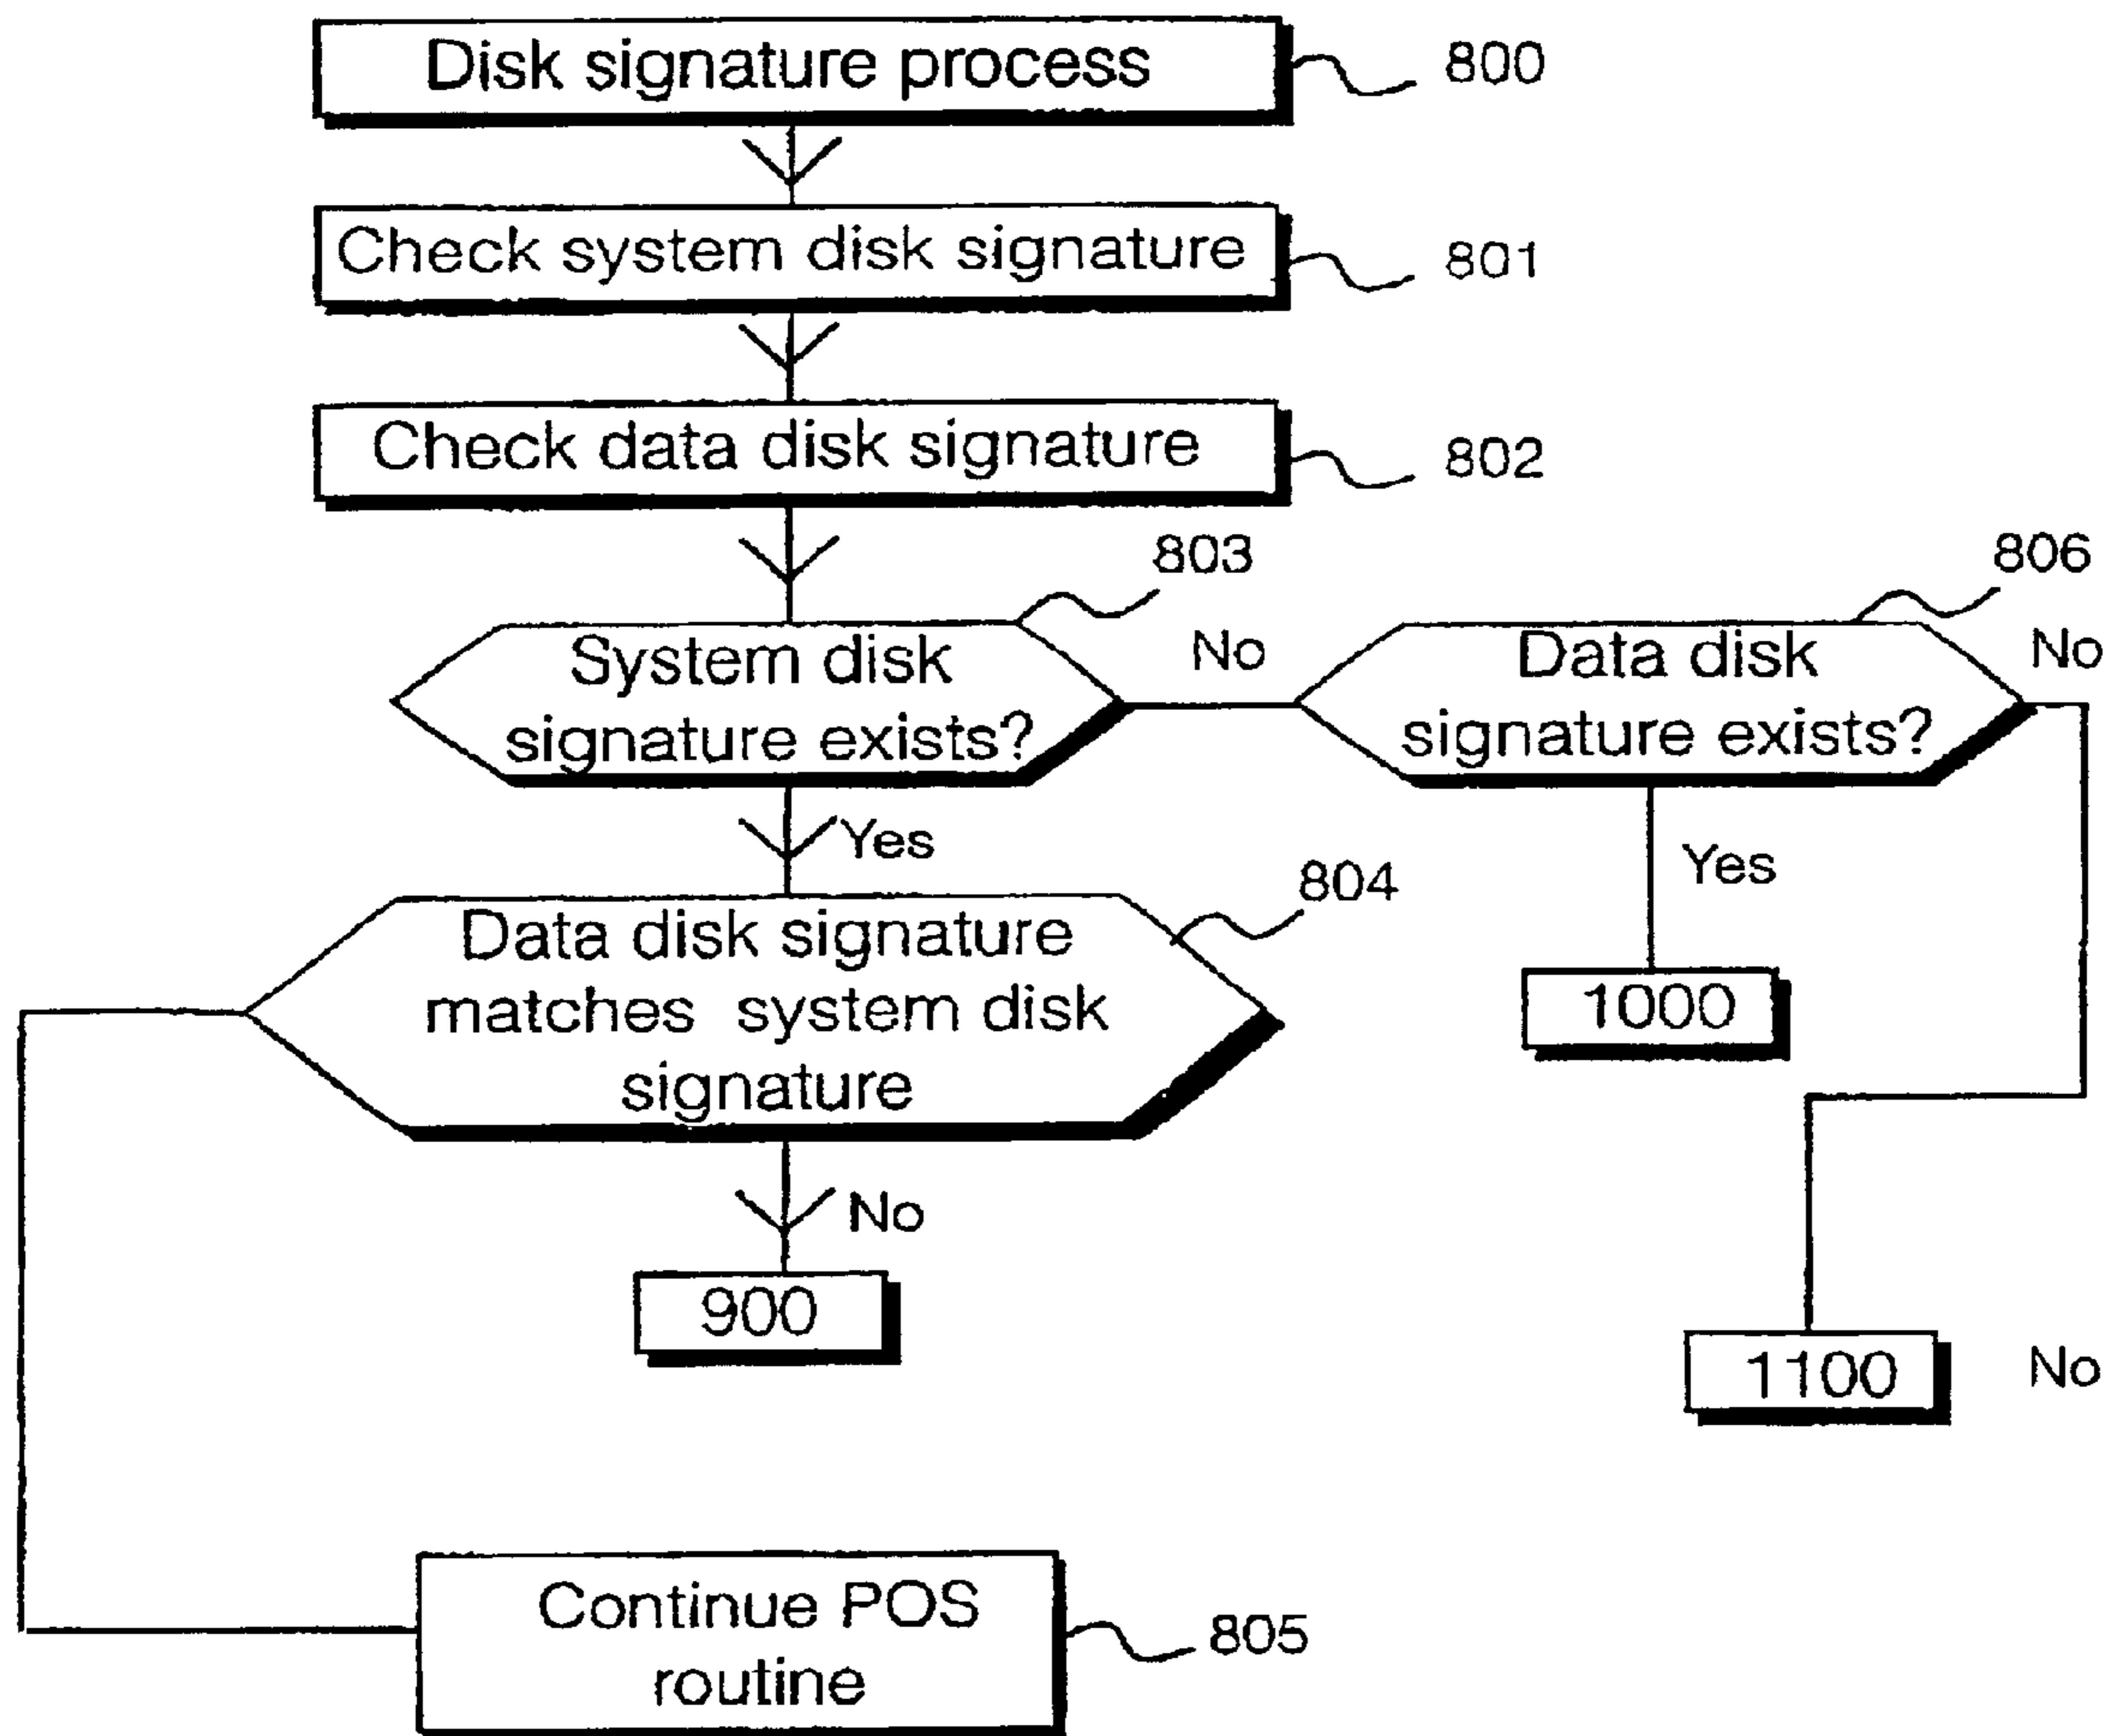 Disk signature process
800
Check system disk signature
801
Check data disk signature
802
803
806
System disk
signature exists?
No
Data disk
signature exists?
No
Yes
Yes
804
Data disk signature
matches system disk
signature
1000
No
900
1100
No
Continue POS
routine
805